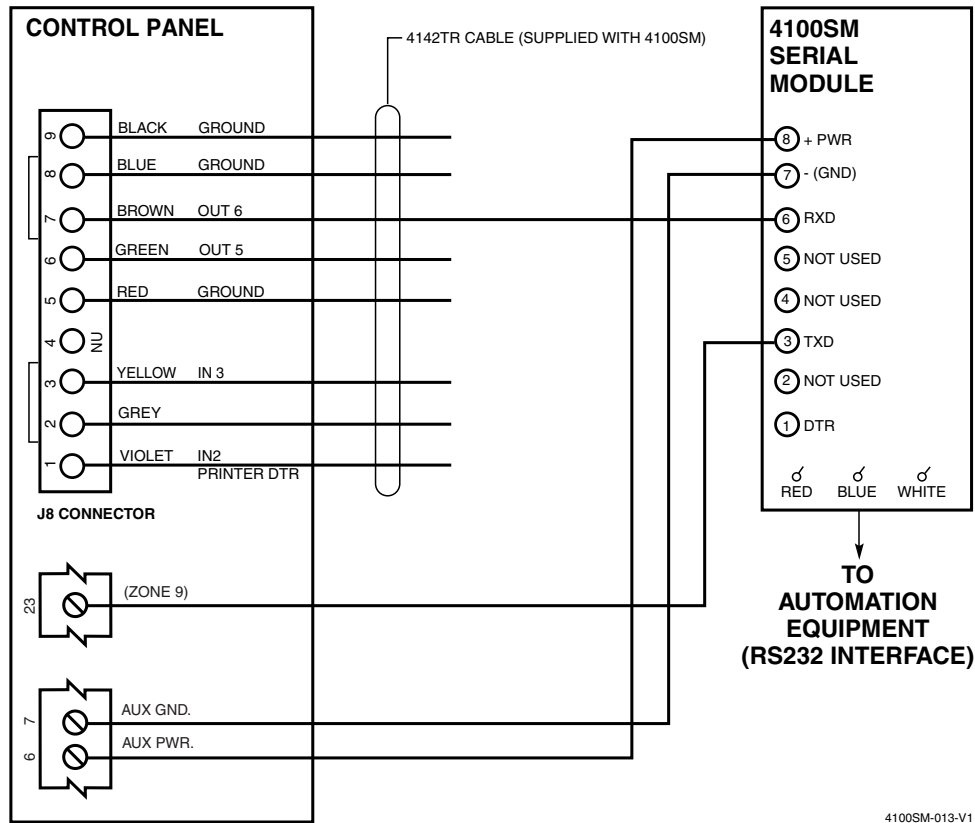 CONTROL PANEL
4142TR CABLE (SUPPLIED WITH 4100SM)
9 BLACK GROUND
8 BLUE GROUND
7 BROWN OUT 6
6 GREEN OUT 5
5 RED GROUND
4 NU
3 YELLOW IN 3
2 GREY
1 VIOLET IN2
PRINTER DTR
J8 CONNECTOR
23 (ZONE 9)
7 AUX GND.
6 AUX PWR.
4100SM
SERIAL
MODULE
8 + PWR
7 - (GND)
6 RXD
5 NOT USED
4 NOT USED
3 TXD
2 NOT USED
1 DTR
RED BLUE WHITE
TO
AUTOMATION
EQUIPMENT
(RS232 INTERFACE)
4100SM-013-V1